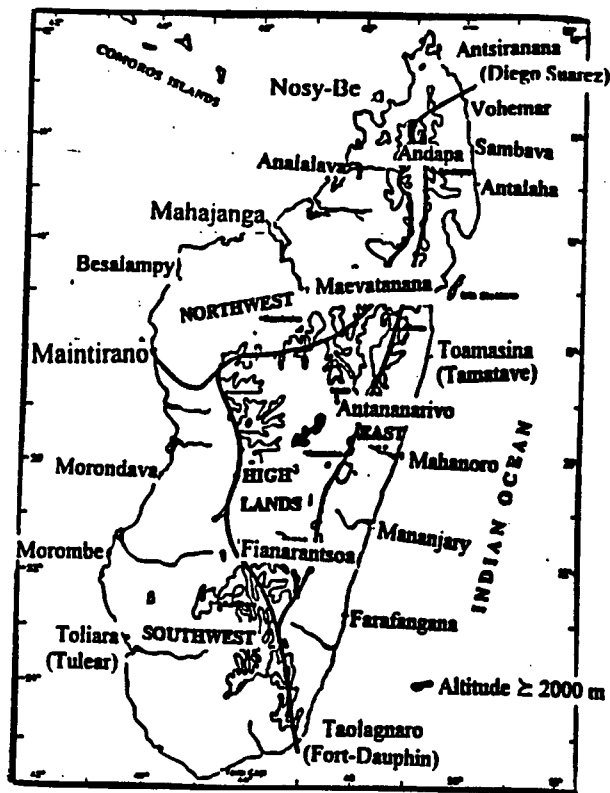 COMOROS ISLANDS
Antsiranana
(Diego Suarez)
Nosy-Be
Vohemar
Andapa
Sambava
Analalava
Antalaha
Mahajanga
Besalampy
Maevatanana
NORTHWEST
Maintirano
Toamasina
(Tamatave)
Antananarivo
EAST
HIGH
LANDS
Mahanoro
Morondava
INDIAN OCEAN
Mananjary
Morombe
Fianarantsoa
Farafangana
SOUTHWEST
Toliara
(Tulear)
Altitude ≥ 2000 m
Taolagnaro
(Fort-Dauphin)